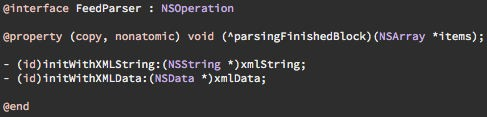 @interface FeedParser : NSOperation
@property (copy, nonatomic) void (^parsingFinishedBlock)(NSArray *items);
- (id)initWithXMLString:(NSString *)xmlString;
- (id)initWithXMLData:(NSData *)xmlData;
@end